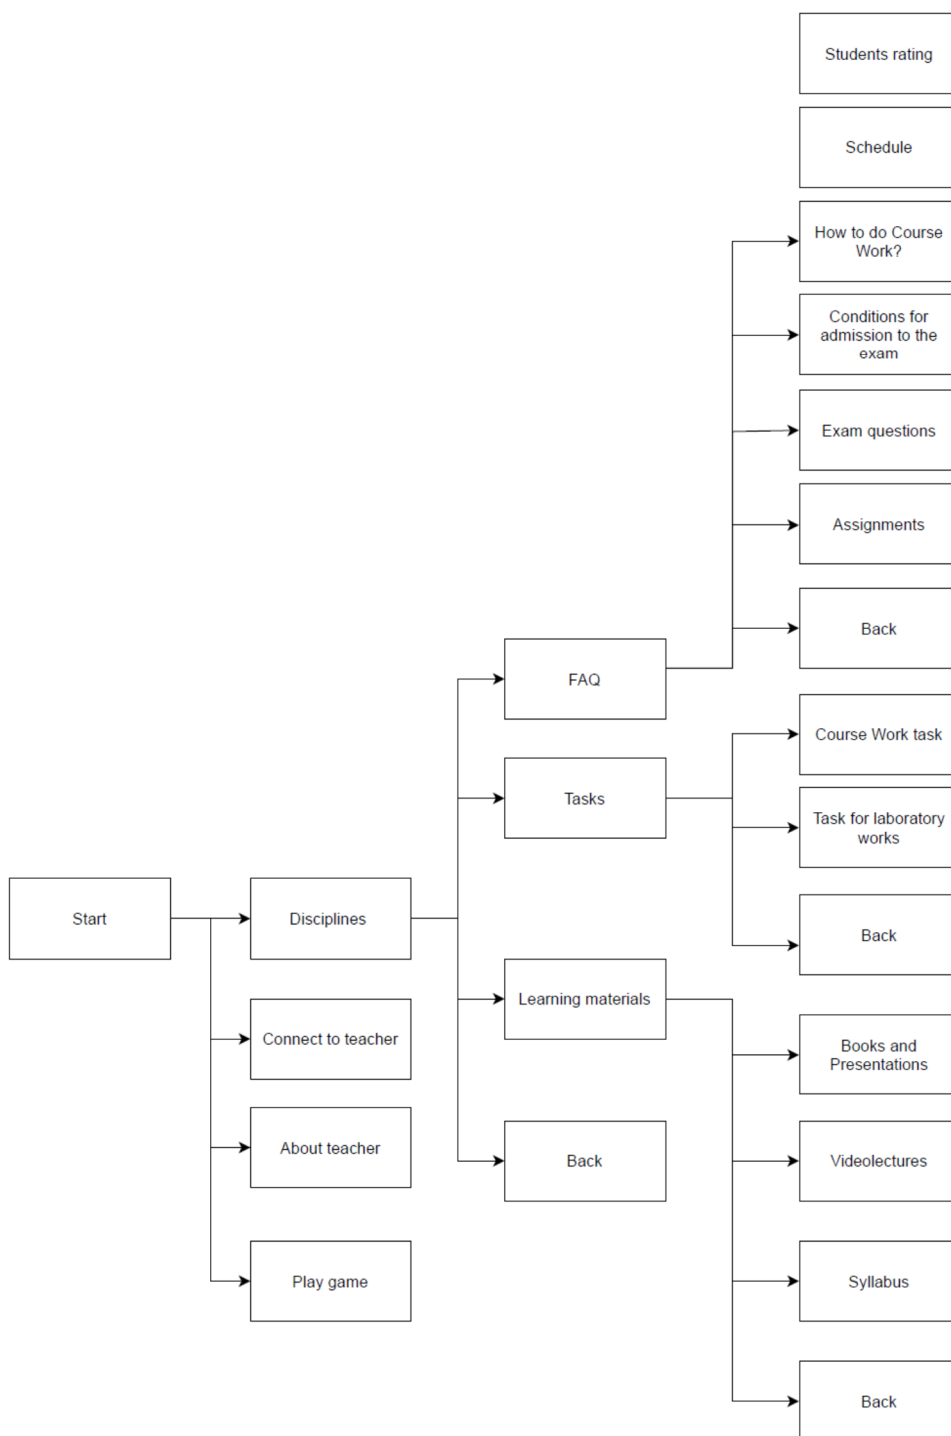 Students rating
Schedule
How to do Course
Work?
Conditions for
admission to the
exam
Exam questions
Assignments
Back
FAQ
Course Work task
Tasks
Task for laboratory
works
Start
Disciplines
Back
Learning materials
Connect to teacher
Books and
Presentations
About teacher
Back
Videolectures
Play game
Syllabus
Back